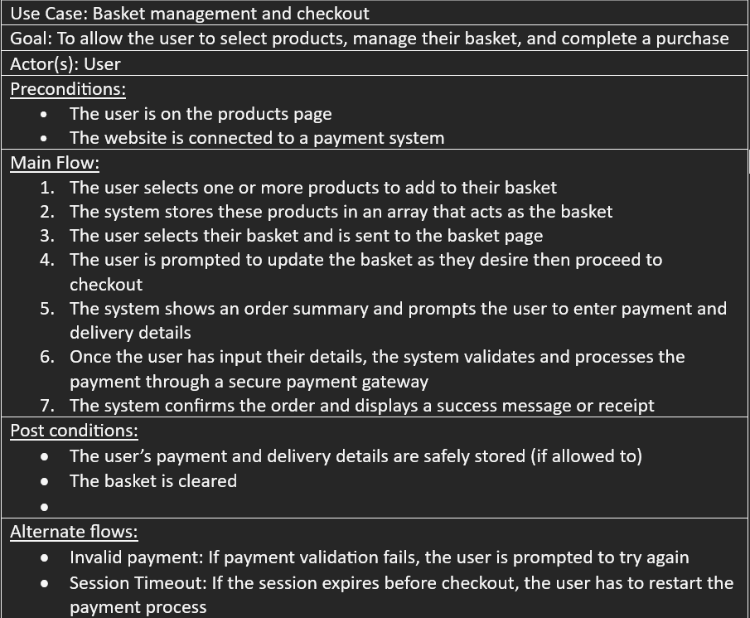 Use Case: Basket management and checkout
Goal: To allow the user to select products, manage their basket, and complete a purchase
Actor(s): User
Preconditions:
• The user is on the products page
• The website is connected to a payment system
Main Flow:
1. The user selects one or more products to add to their basket
2. The system stores these products in an array that acts as the basket
3. The user selects their basket and is sent to the basket page
4. The user is prompted to update the basket as they desire then proceed to
checkout
5. The system shows an order summary and prompts the user to enter payment and
delivery details
6. Once the user has input their details, the system validates and processes the
payment through a secure payment gateway
7. The system confirms the order and displays a success message or receipt
Post conditions:
• The user's payment and delivery details are safely stored (if allowed to)
• The basket is cleared
•
Alternate flows:
• Invalid payment: If payment validation fails, the user is prompted to try again
• Session Timeout: If the session expires before checkout, the user has to restart the
payment process